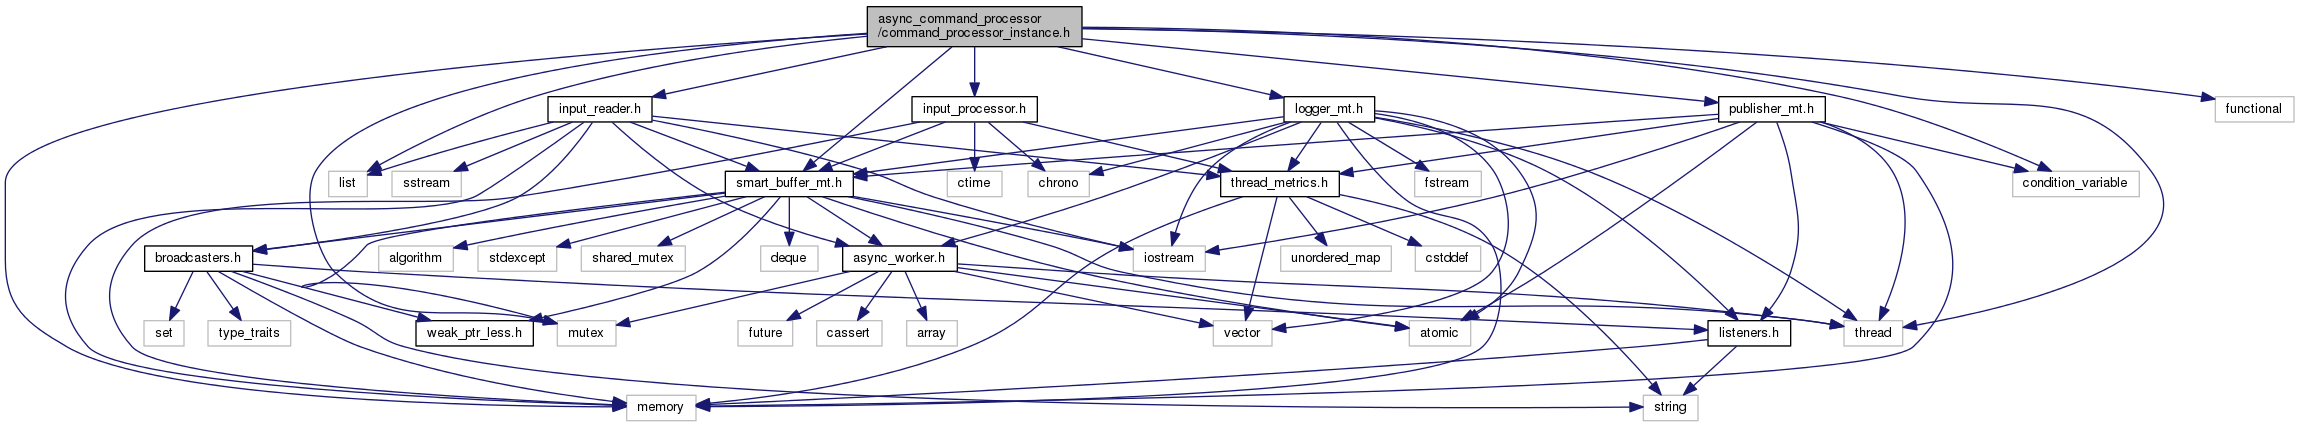 async_command_processor
/command_processor_instance.h
input_reader.h
input_processor.h
logger_mt.h
publisher_mt.h
functional
list
sstream
smart_buffer_mt.h
ctime
chrono
thread_metrics.h
fstream
condition_variable
broadcasters.h
algorithm
stdexcept
shared_mutex
deque
async_worker.h
iostream
unordered_map
cstddef
set
type_traits
weak_ptr_less.h
mutex
future
cassert
array
vector
atomic
listeners.h
thread
memory
string